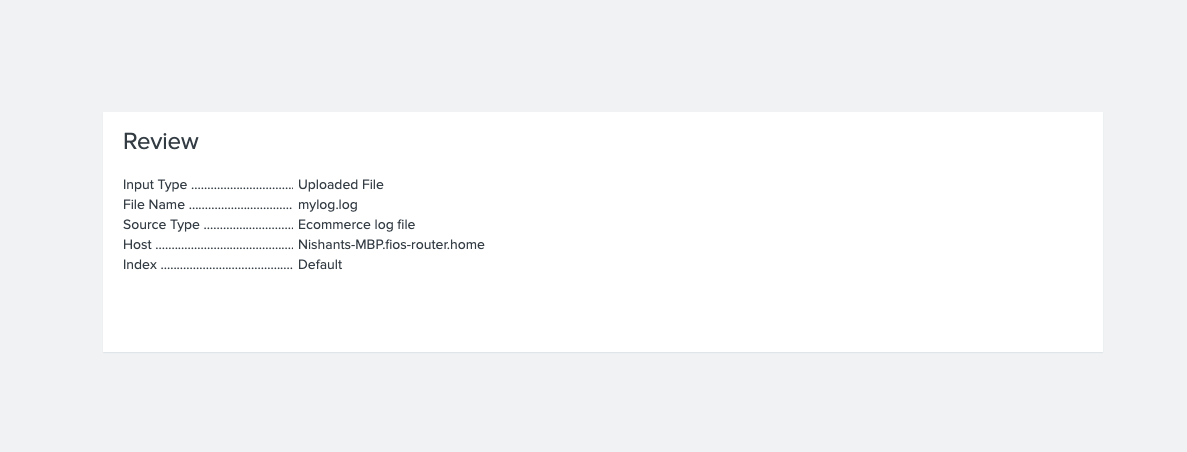 Review
Input Type ................................ Uploaded File
File Name ................................ mylog.log
Source Type ............................ Ecommerce log file
Host ........................................... Nishants-MBP.fios-router.home
Index ......................................... Default